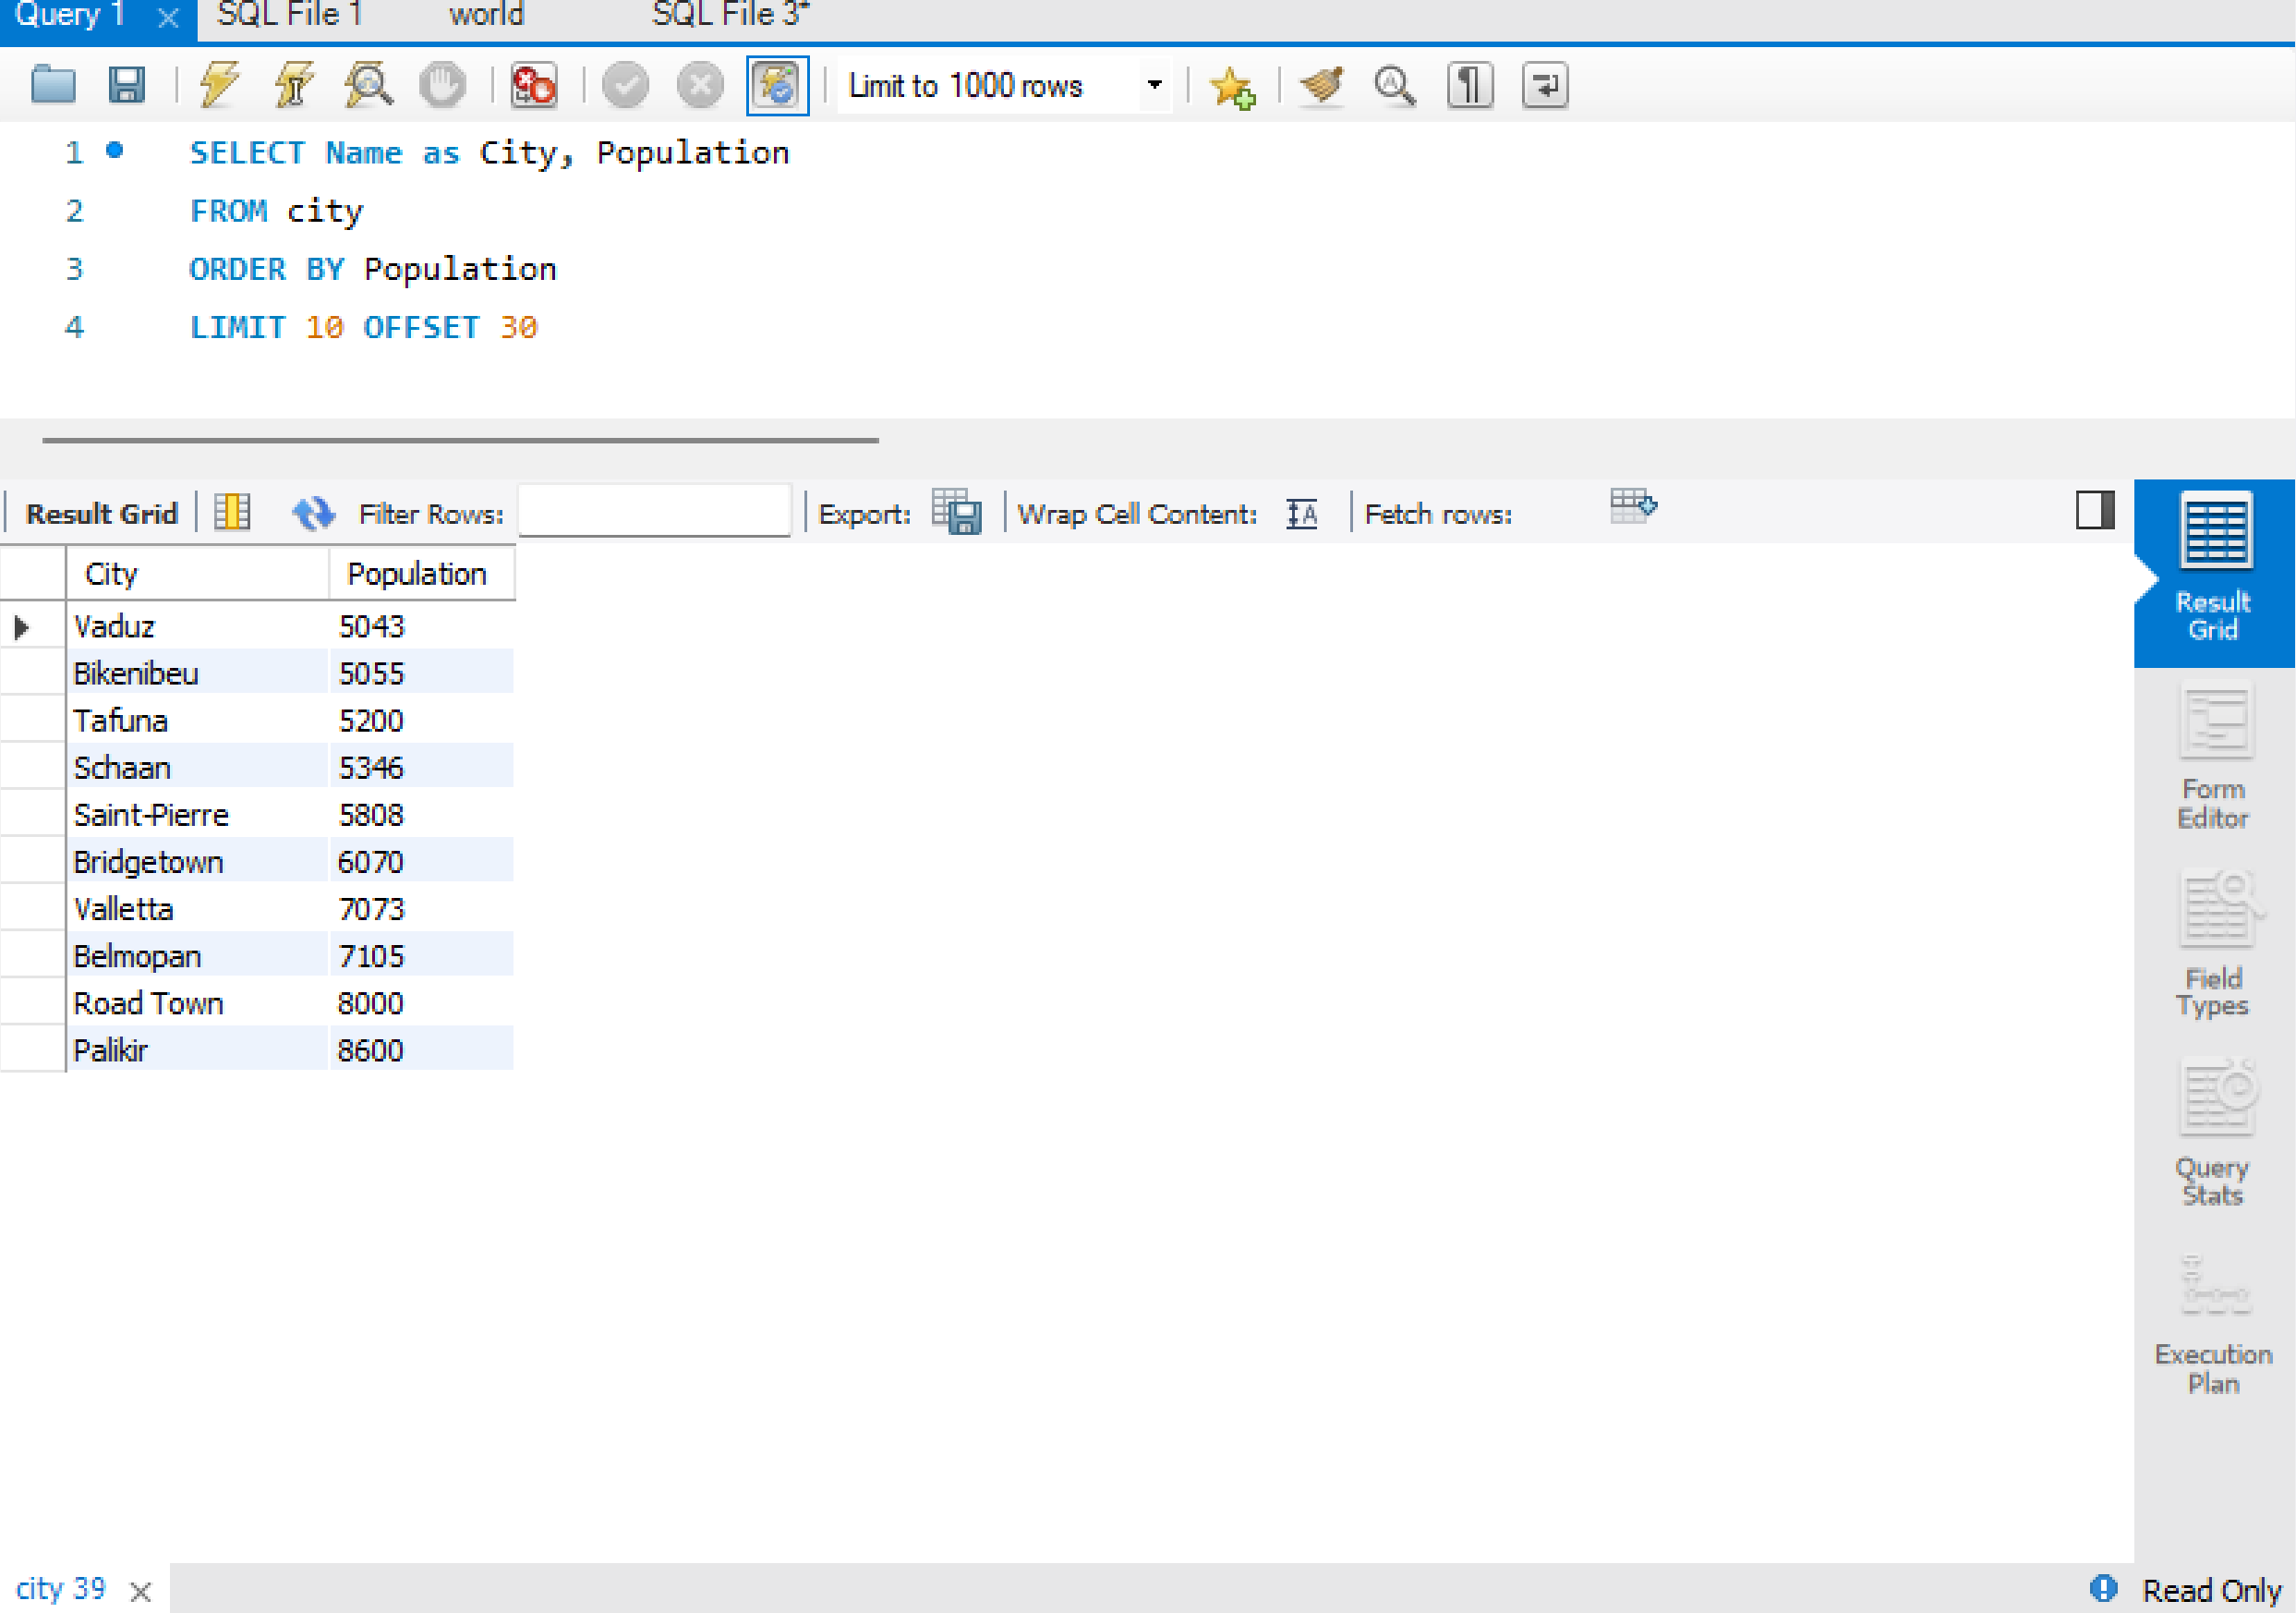 Query 1 SQL File 1 world SQL File 3*
Limit to 1000 rows
1 SELECT Name as City, Population
2 FROM city
3 ORDER BY Population
4 LIMIT 10 OFFSET 30
Result Grid Filter Rows: Export: Wrap Cell Content: Fetch rows:
City Population
Vaduz 5043
Bikenibeu 5055
Tafuna 5200
Schaan 5346
Saint-Pierre 5808
Bridgetown 6070
Valletta 7073
Belmopan 7105
Road Town 8000
Palikir 8600
Result
Grid
Form
Editor
Field
Types
Query
Stats
Execution
Plan
city 39 Read Only